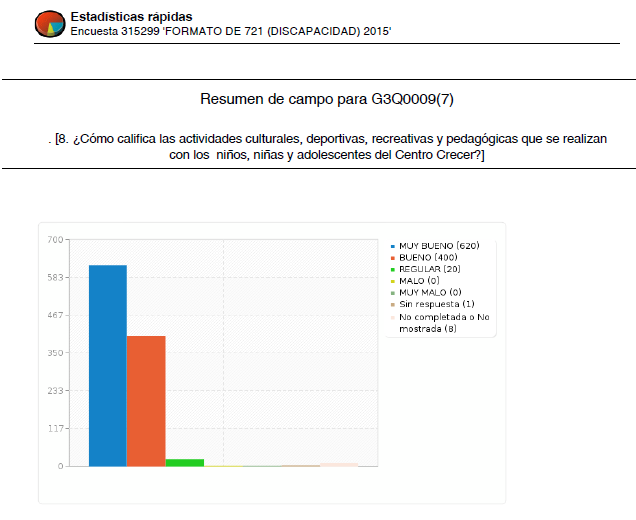 Estadísticas rápidas
Encuesta 315299 'FORMATO DE 721 (DISCAPACIDAD) 2015'
Resumen de campo para G3Q0009(7)
. [8. ¿Cómo califica las actividades culturales, deportivas, recreativas y pedagógicas que se realizan
con los niños, niñas y adolescentes del Centro Crecer?]
700
583
467
350
233
117
0
MUY BUENO (620)
BUENO (400)
REGULAR (20)
MALO (0)
MUY MALO (0)
Sin respuesta (1)
No completada o No
mostrada (8)